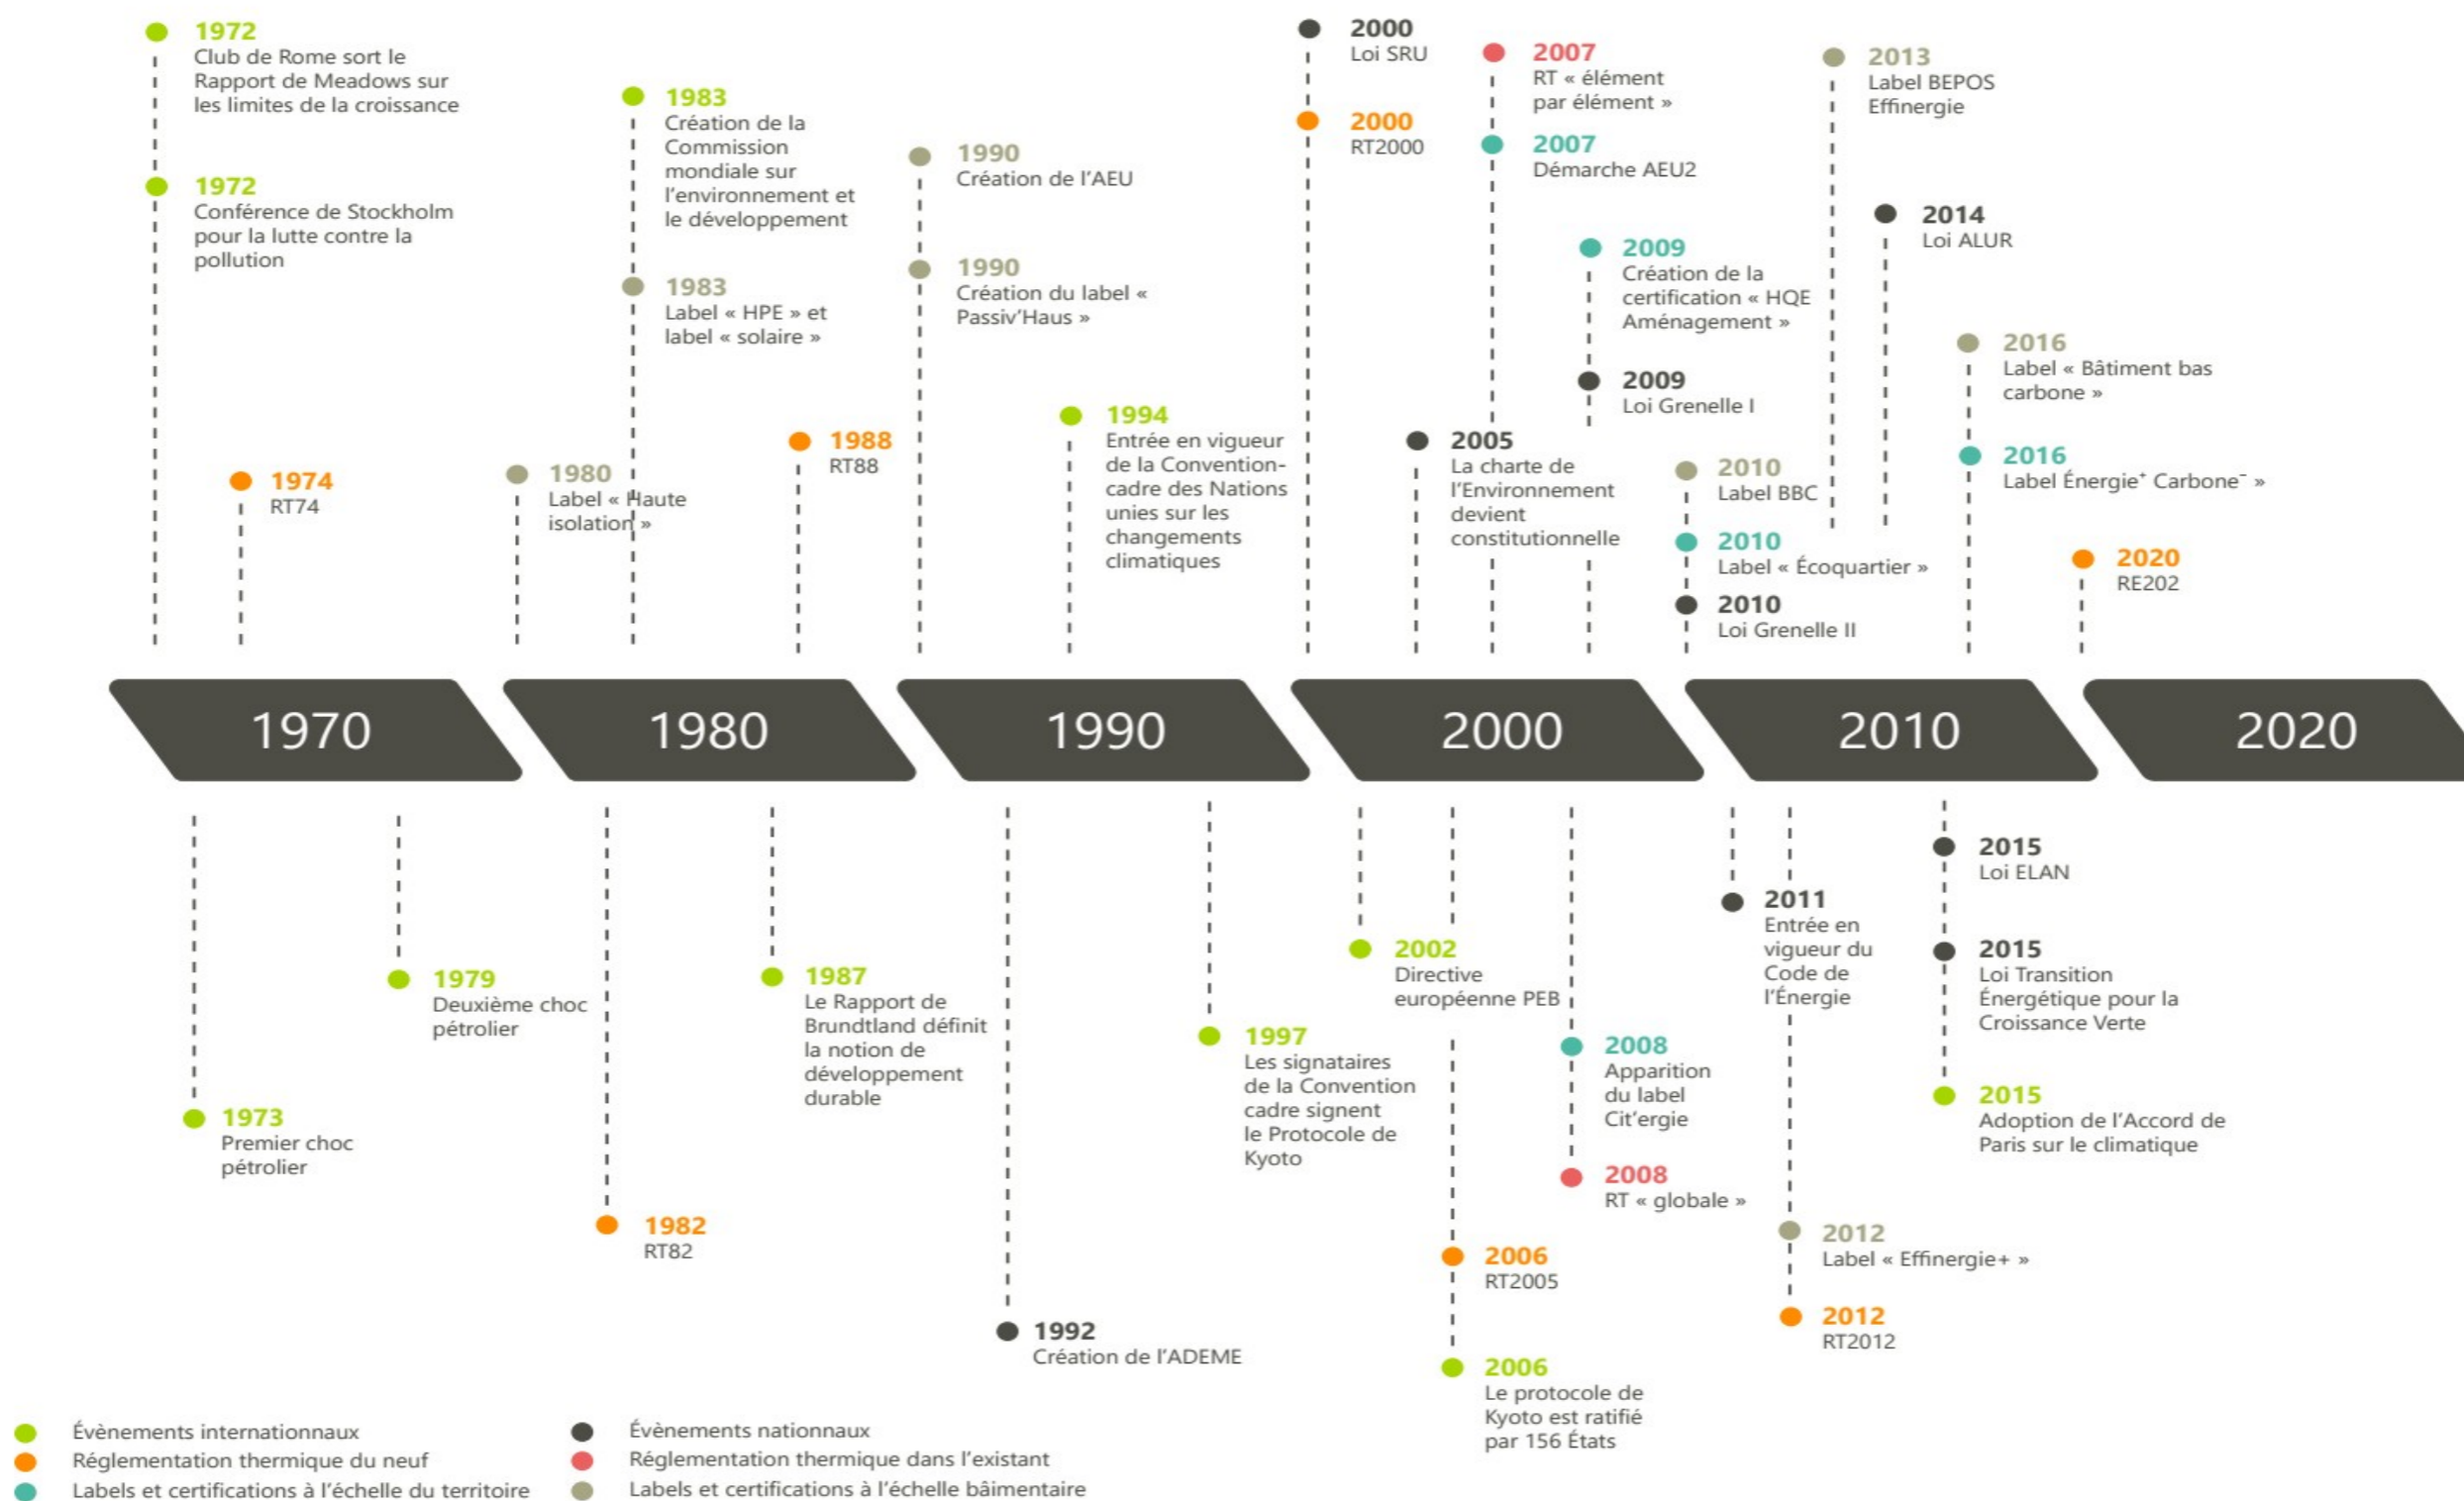 1972
Club de Rome sort le
Rapport de Meadows sur
les limites de la croissance
1972
Conférence de Stockholm
pour la lutte contre la
pollution
1974
RT74
1980
Label « Haute
isolation »
1983
Création de la
Commission
mondiale sur
l'environnement et
le développement
1983
Label « HPE » et
label « solaire »
1988
RT88
1990
Création de l'AEU
1990
Création du label «
Passiv'Haus »
1994
Entrée en vigueur
de la Convention-
cadre des Nations
unies sur les
changements
climatiques
2000
Loi SRU
2000
RT2000
2005
La charte de
l'Environnement
devient
constitutionnelle
2007
RT « élément
par élément »
2007
Démarche AEU2
2009
Création de la
certification « HQE
Aménagement »
2009
Loi Grenelle I
2010
Label BBC
2010
Label « Écoquartier »
2010
Loi Grenelle II
2013
Label BEPOS
Effinergie
2014
Loi ALUR
2016
Label « Bâtiment bas
carbone »
2016
Label Énergie⁺ Carbone⁻ »
2020
RE202
1970
1980
1990
2000
2010
2020
1973
Premier choc
pétrolier
1979
Deuxième choc
pétrolier
1982
RT82
1987
Le Rapport de
Brundtland définit
la notion de
développement
durable
1992
Création de l'ADEME
1997
Les signataires
de la Convention
cadre signent
le Protocole de
Kyoto
2002
Directive
européenne PEB
2006
RT2005
2006
Le protocole de
Kyoto est ratifié
par 156 États
2008
Apparition
du label
Cit'ergie
2008
RT « globale »
2011
Entrée en
vigueur du
Code de
l'Énergie
2012
Label « Effinergie+ »
2012
RT2012
2015
Loi ELAN
2015
Loi Transition
Énergétique pour la
Croissance Verte
2015
Adoption de l'Accord de
Paris sur le climatique
Évènements internationnaux
Réglementation thermique du neuf
Labels et certifications à l'échelle du territoire
Évènements nationnaux
Réglementation thermique dans l'existant
Labels et certifications à l'échelle bâimentaire